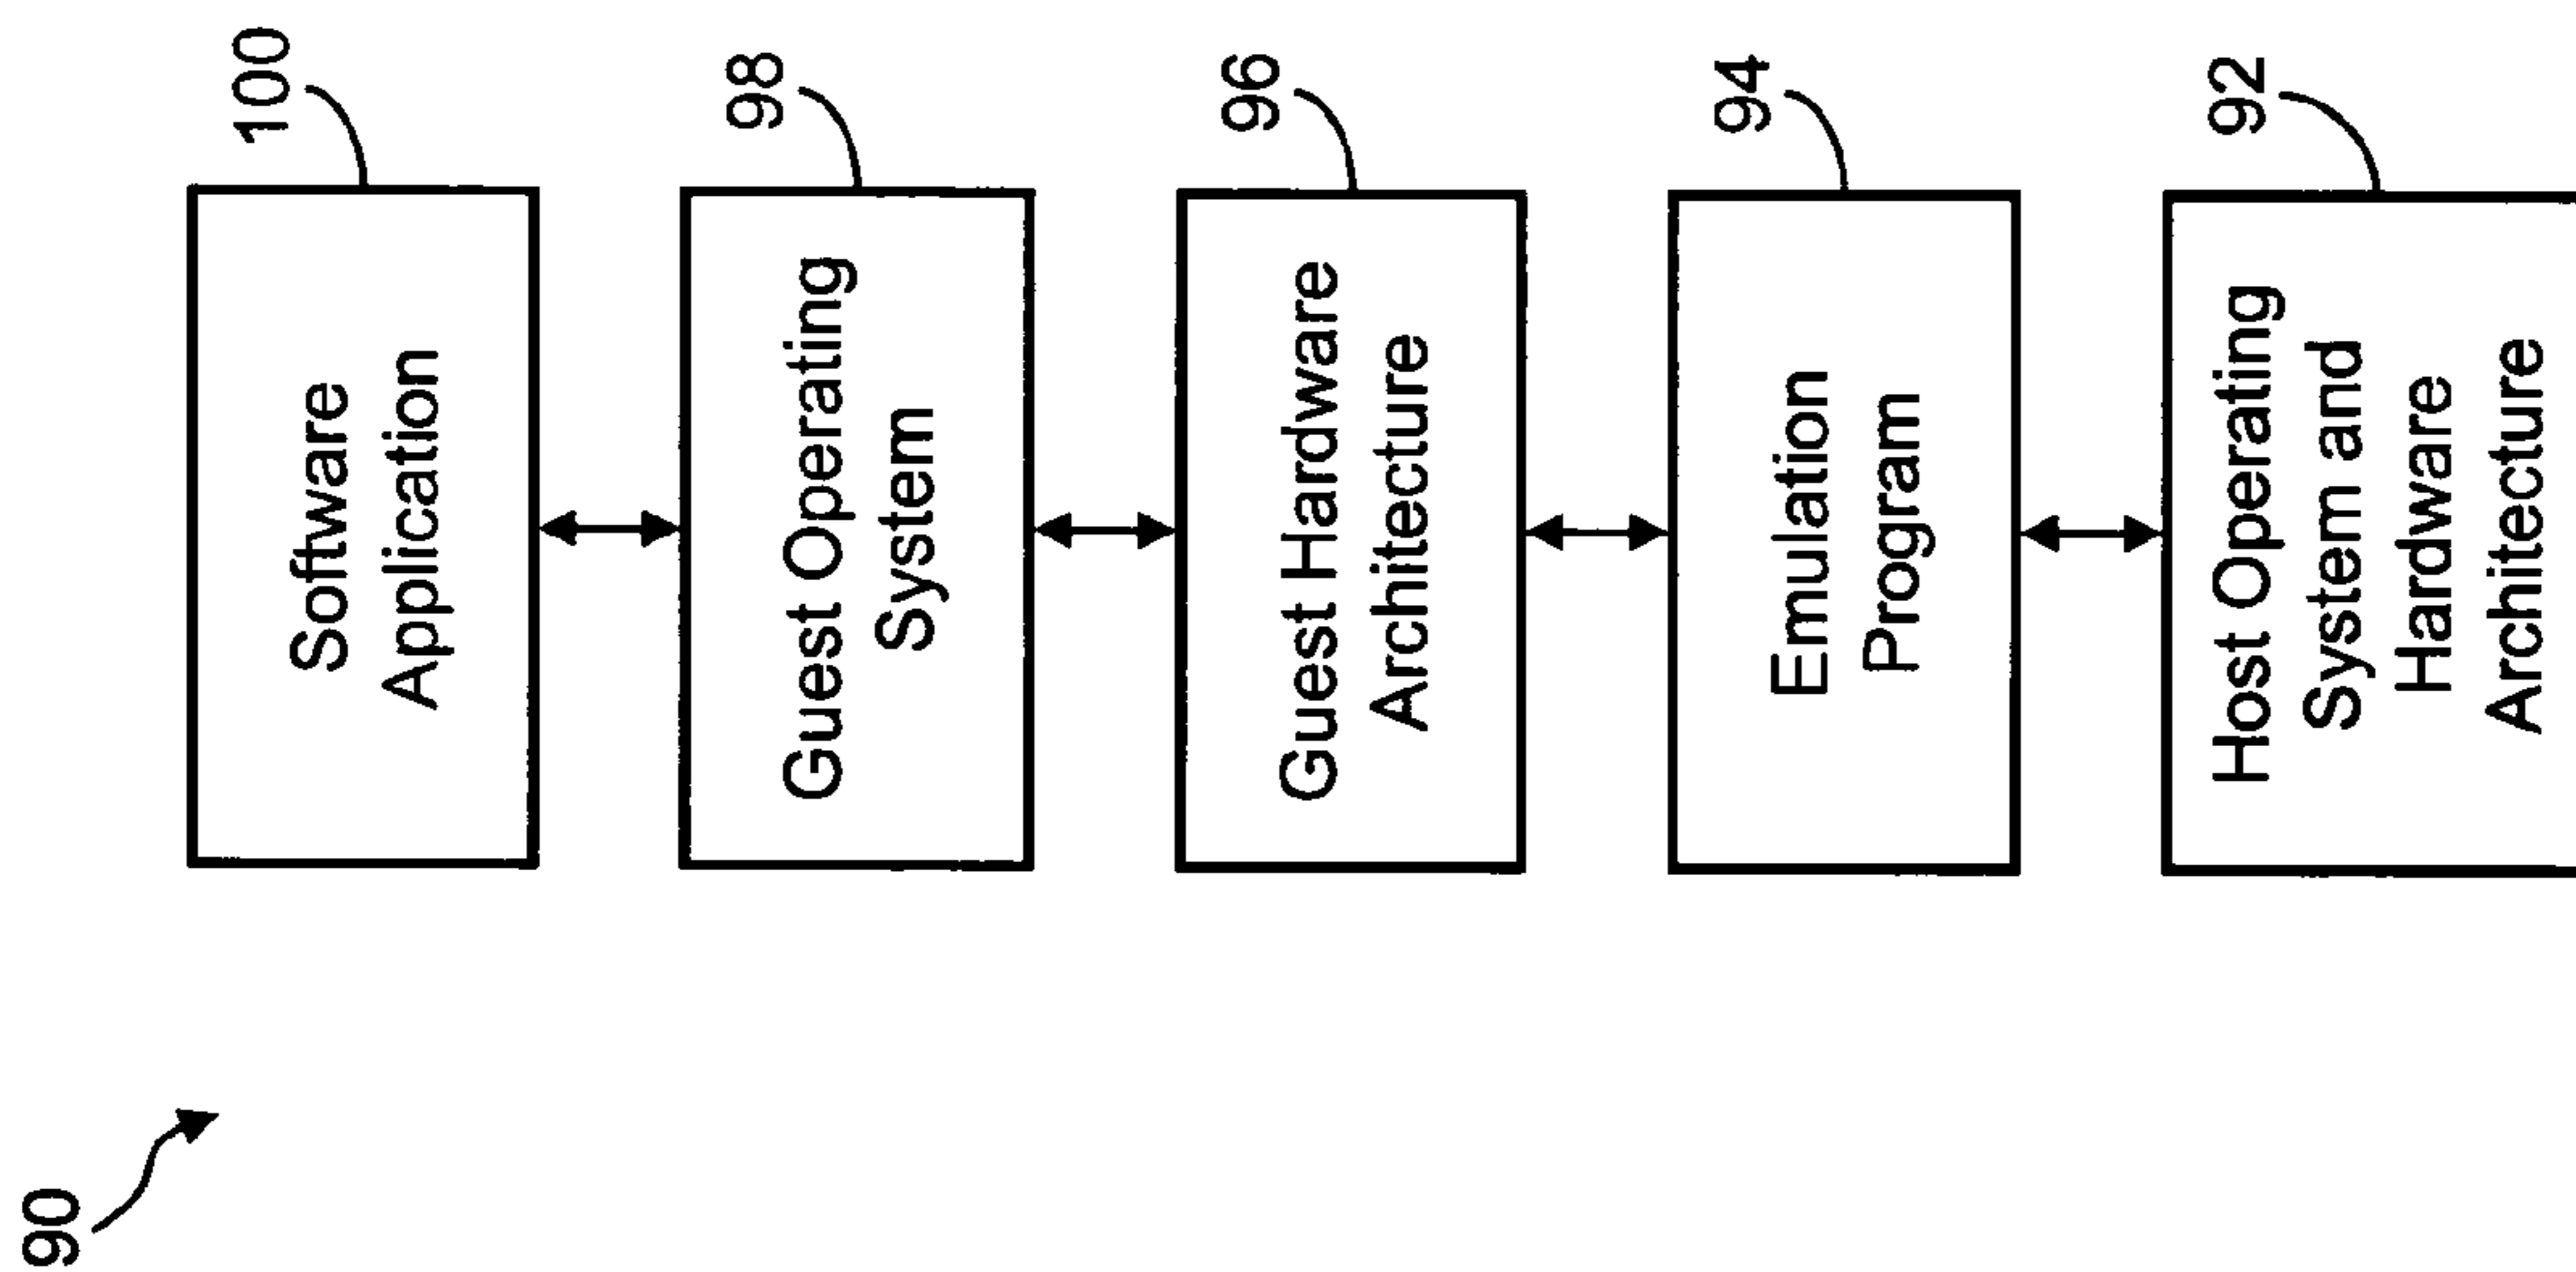 90
100
Software
Application
98
Guest Operating
System
96
Guest Hardware
Architecture
94
Emulation
Program
92
Host Operating
System and
Hardware
Architecture